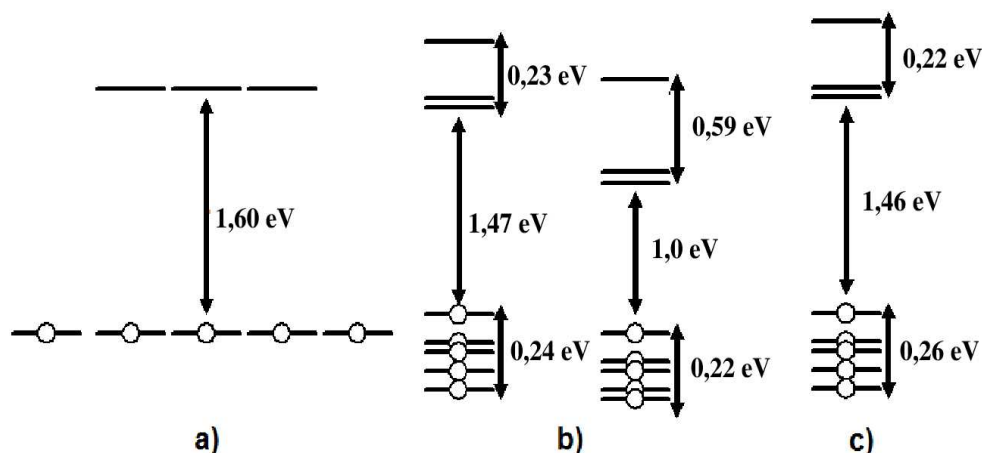 0,23 eV
0,22 eV
0,59 eV
1,60 eV
1,47 eV
1,0 eV
1,46 eV
0,24 eV
0,22 eV
0,26 eV
a)
b)
c)